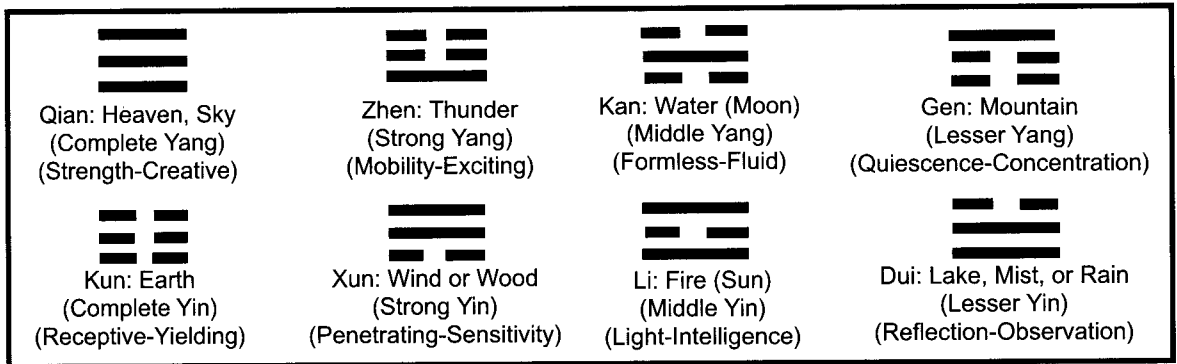 Qian: Heaven, Sky
(Complete Yang)
(Strength-Creative)
Zhen: Thunder
(Strong Yang)
(Mobility-Exciting)
Kan: Water (Moon)
(Middle Yang)
(Formless-Fluid)
Gen: Mountain
(Lesser Yang)
(Quiescence-Concentration)
Kun: Earth
(Complete Yin)
(Receptive-Yielding)
Xun: Wind or Wood
(Strong Yin)
(Penetrating-Sensitivity)
Li: Fire (Sun)
(Middle Yin)
(Light-Intelligence)
Dui: Lake, Mist, or Rain
(Lesser Yin)
(Reflection-Observation)